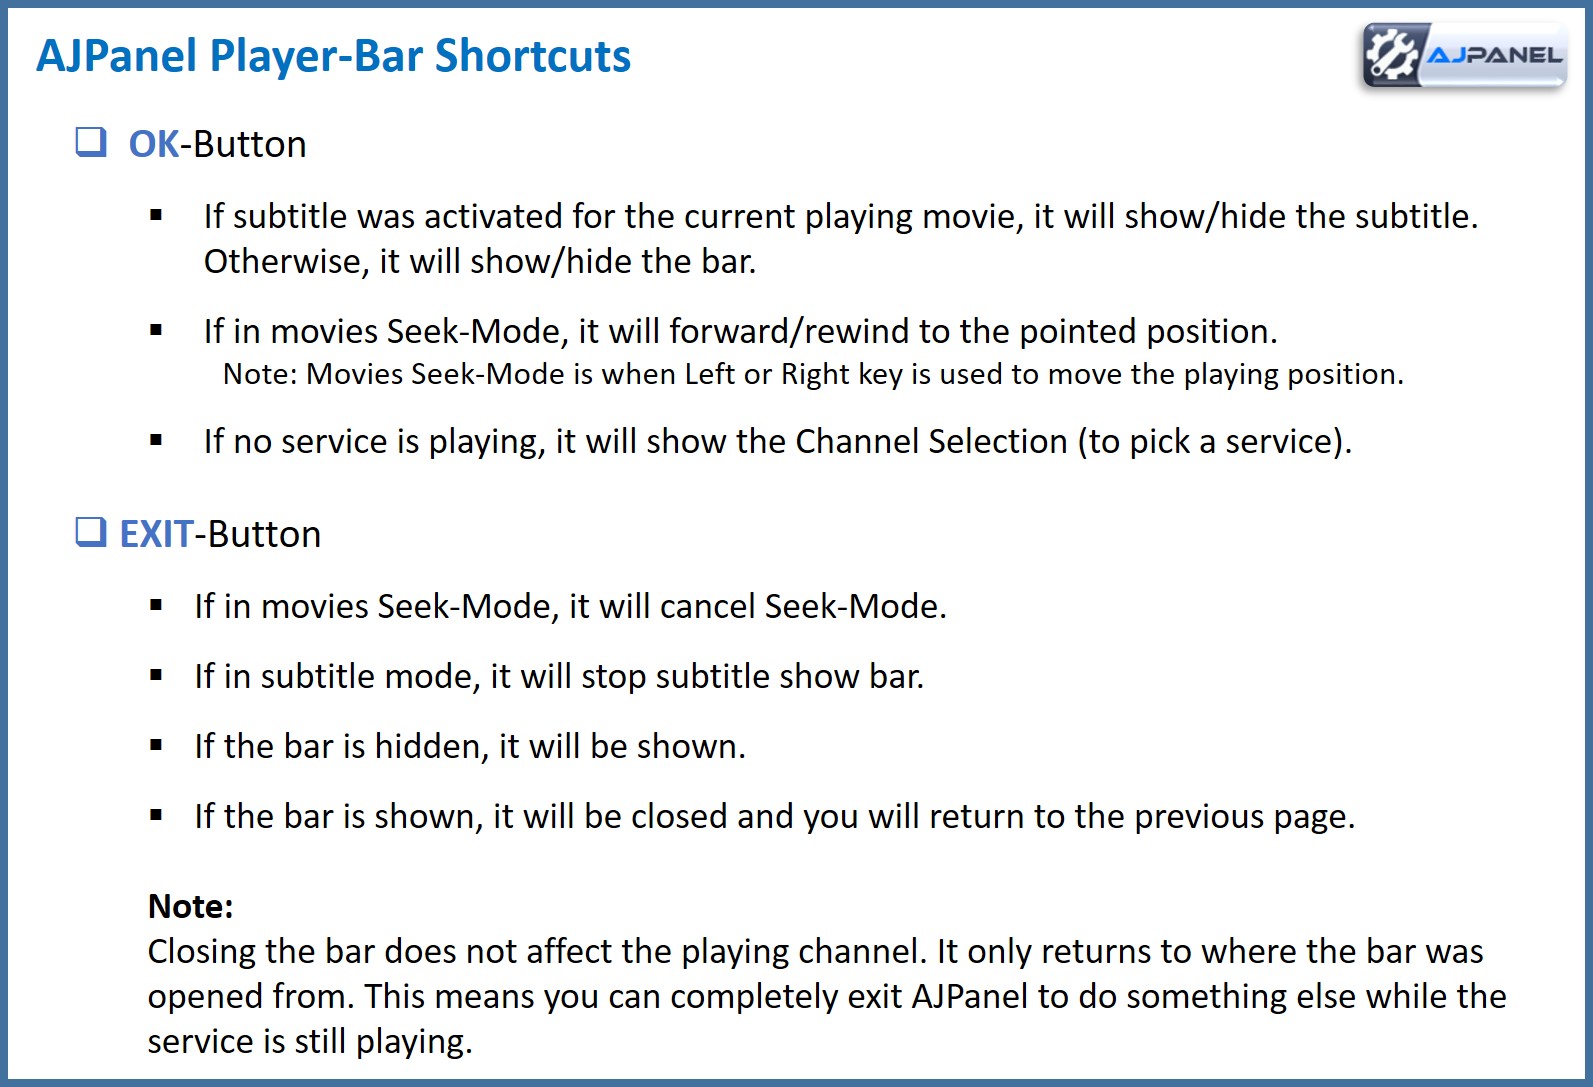 AJPanel Player-Bar Shortcuts
AJPANEL
OK-Button
If subtitle was activated for the current playing movie, it will show/hide the subtitle.
Otherwise, it will show/hide the bar.
If in movies Seek-Mode, it will forward/rewind to the pointed position.
Note: Movies Seek-Mode is when Left or Right key is used to move the playing position.
If no service is playing, it will show the Channel Selection (to pick a service).
EXIT-Button
If in movies Seek-Mode, it will cancel Seek-Mode.
If in subtitle mode, it will stop subtitle show bar.
If the bar is hidden, it will be shown.
If the bar is shown, it will be closed and you will return to the previous page.
Note:
Closing the bar does not affect the playing channel. It only returns to where the bar was
opened from. This means you can completely exit AJPanel to do something else while the
service is still playing.